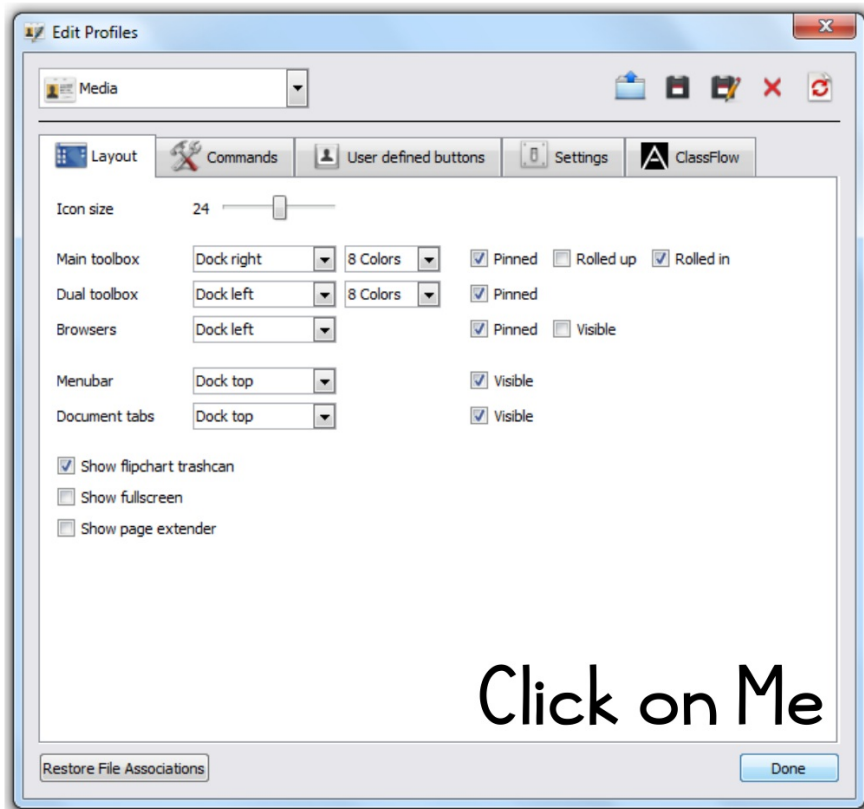 Edit Profiles
Media
Layout Commands User defined buttons Settings ClassFlow
Icon size 24
Main toolbox Dock right 8 Colors Pinned Rolled up Rolled in
Dual toolbox Dock left 8 Colors Pinned
Browsers Dock left Pinned Visible
Menubar Dock top Visible
Document tabs Dock top Visible
Show flipchart trashcan
Show fullscreen
Show page extender
Click on Me
Restore File Associations Done